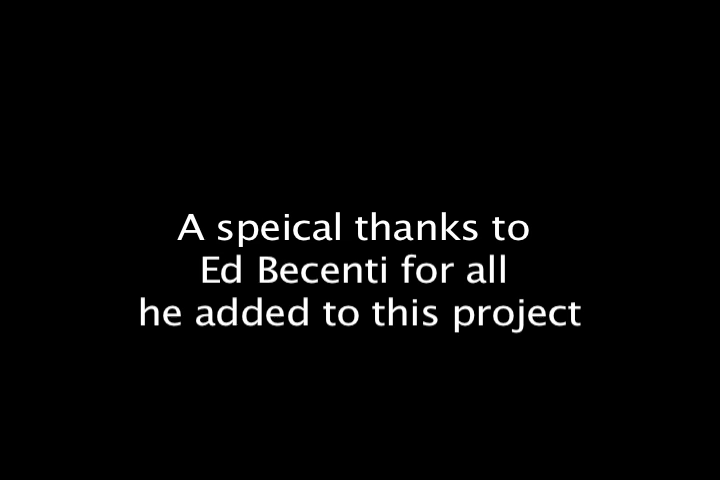 A speical thanks to
Ed Becenti for all
he added to this project